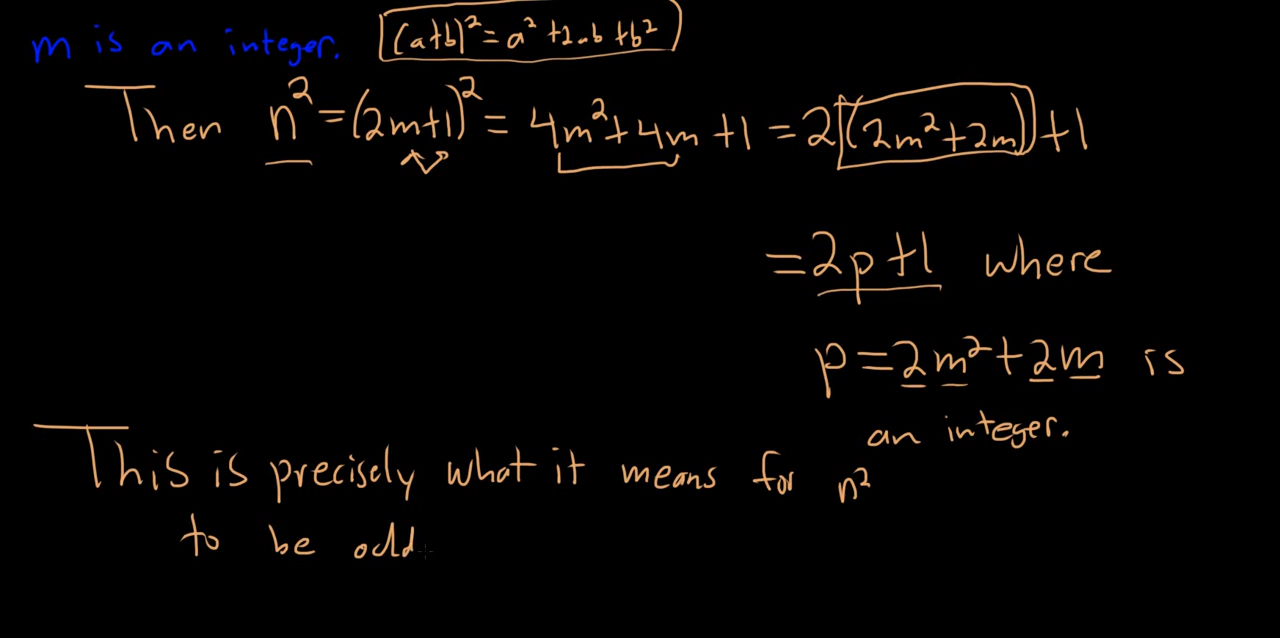 m is an integer. (a+b)² = a² + 2ab + b²
Then n² = (2m+1)² = 4m² + 4m + 1 = 2(2m² + 2m) + 1
= 2p+1 where
p = 2m² + 2m is
an integer.
This is precisely what it means for n²
to be odd